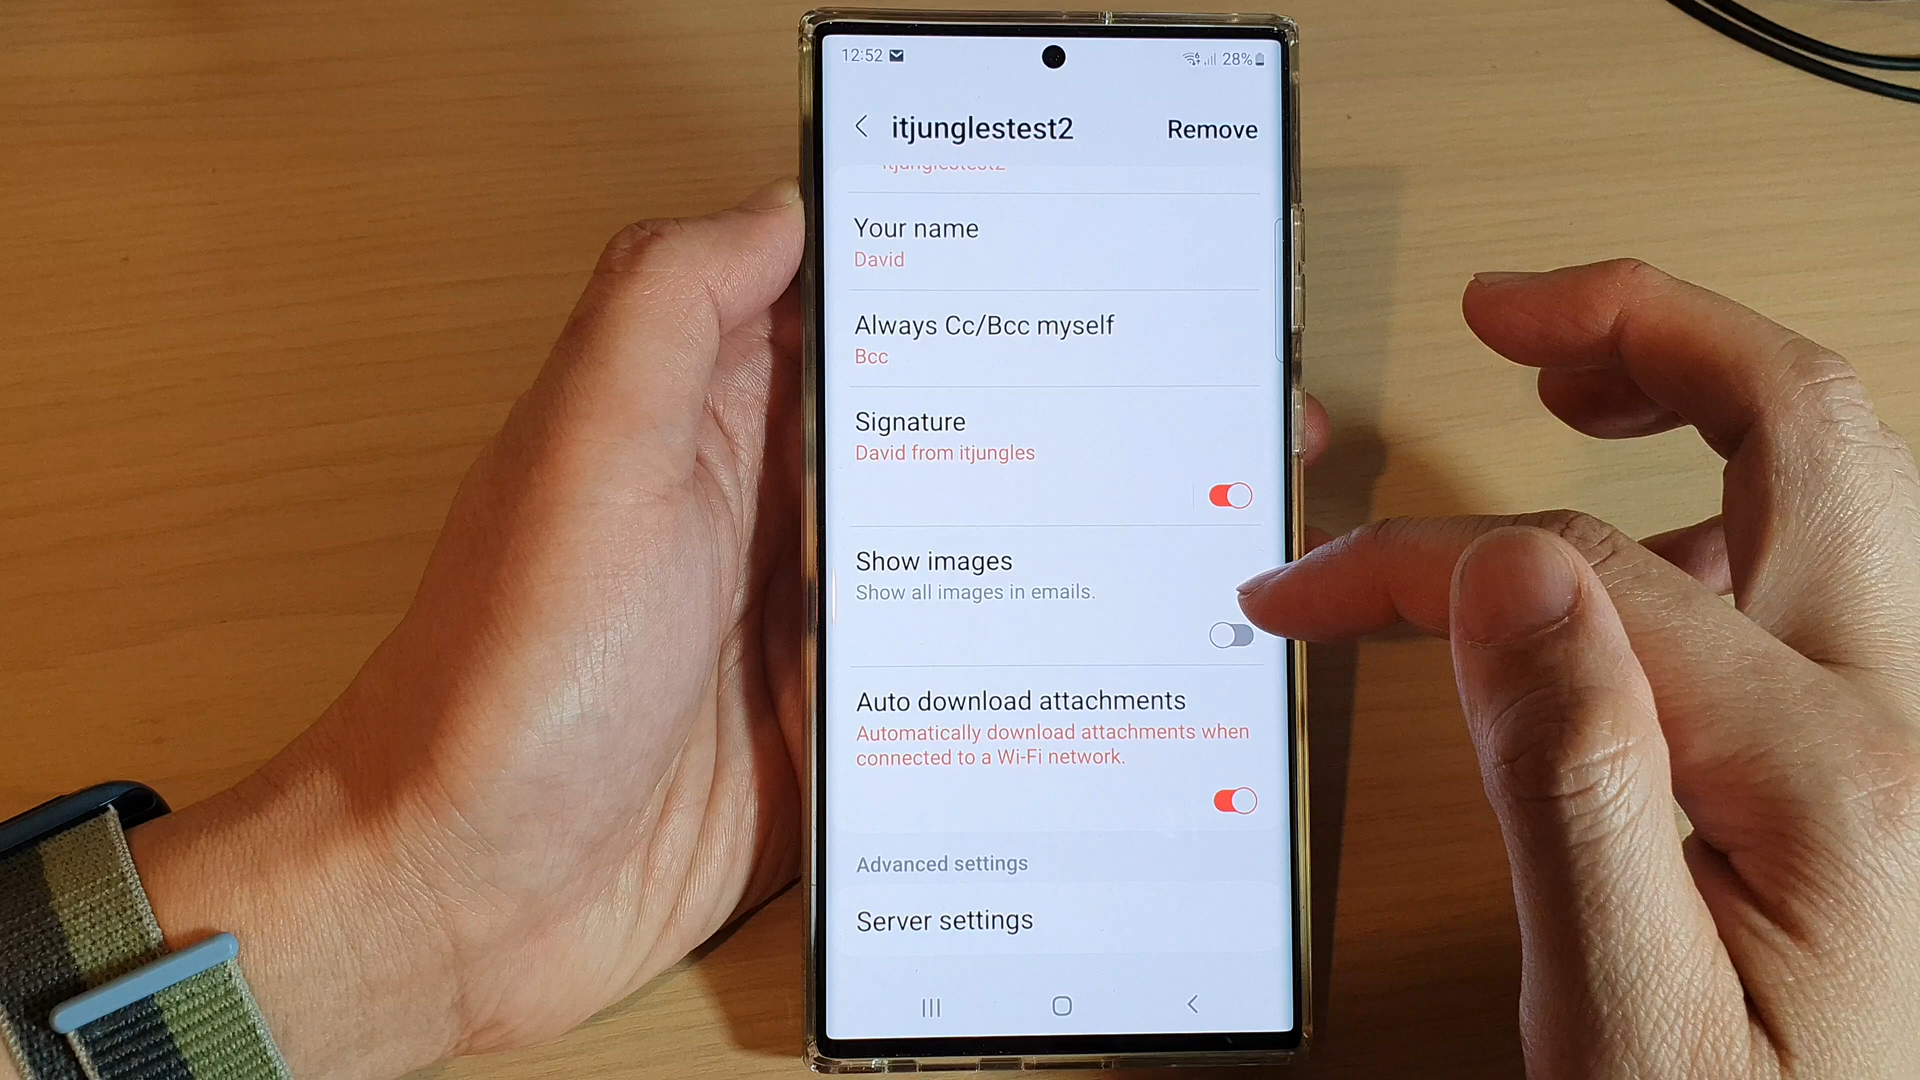 12:52
28%
itjunglestest2
Remove
itjunglestest2
Your name
David
Always Cc/Bcc myself
Bcc
Signature
David from itjungles
Show images
Show all images in emails.
Auto download attachments
Automatically download attachments when
connected to a Wi-Fi network.
Advanced settings
Server settings